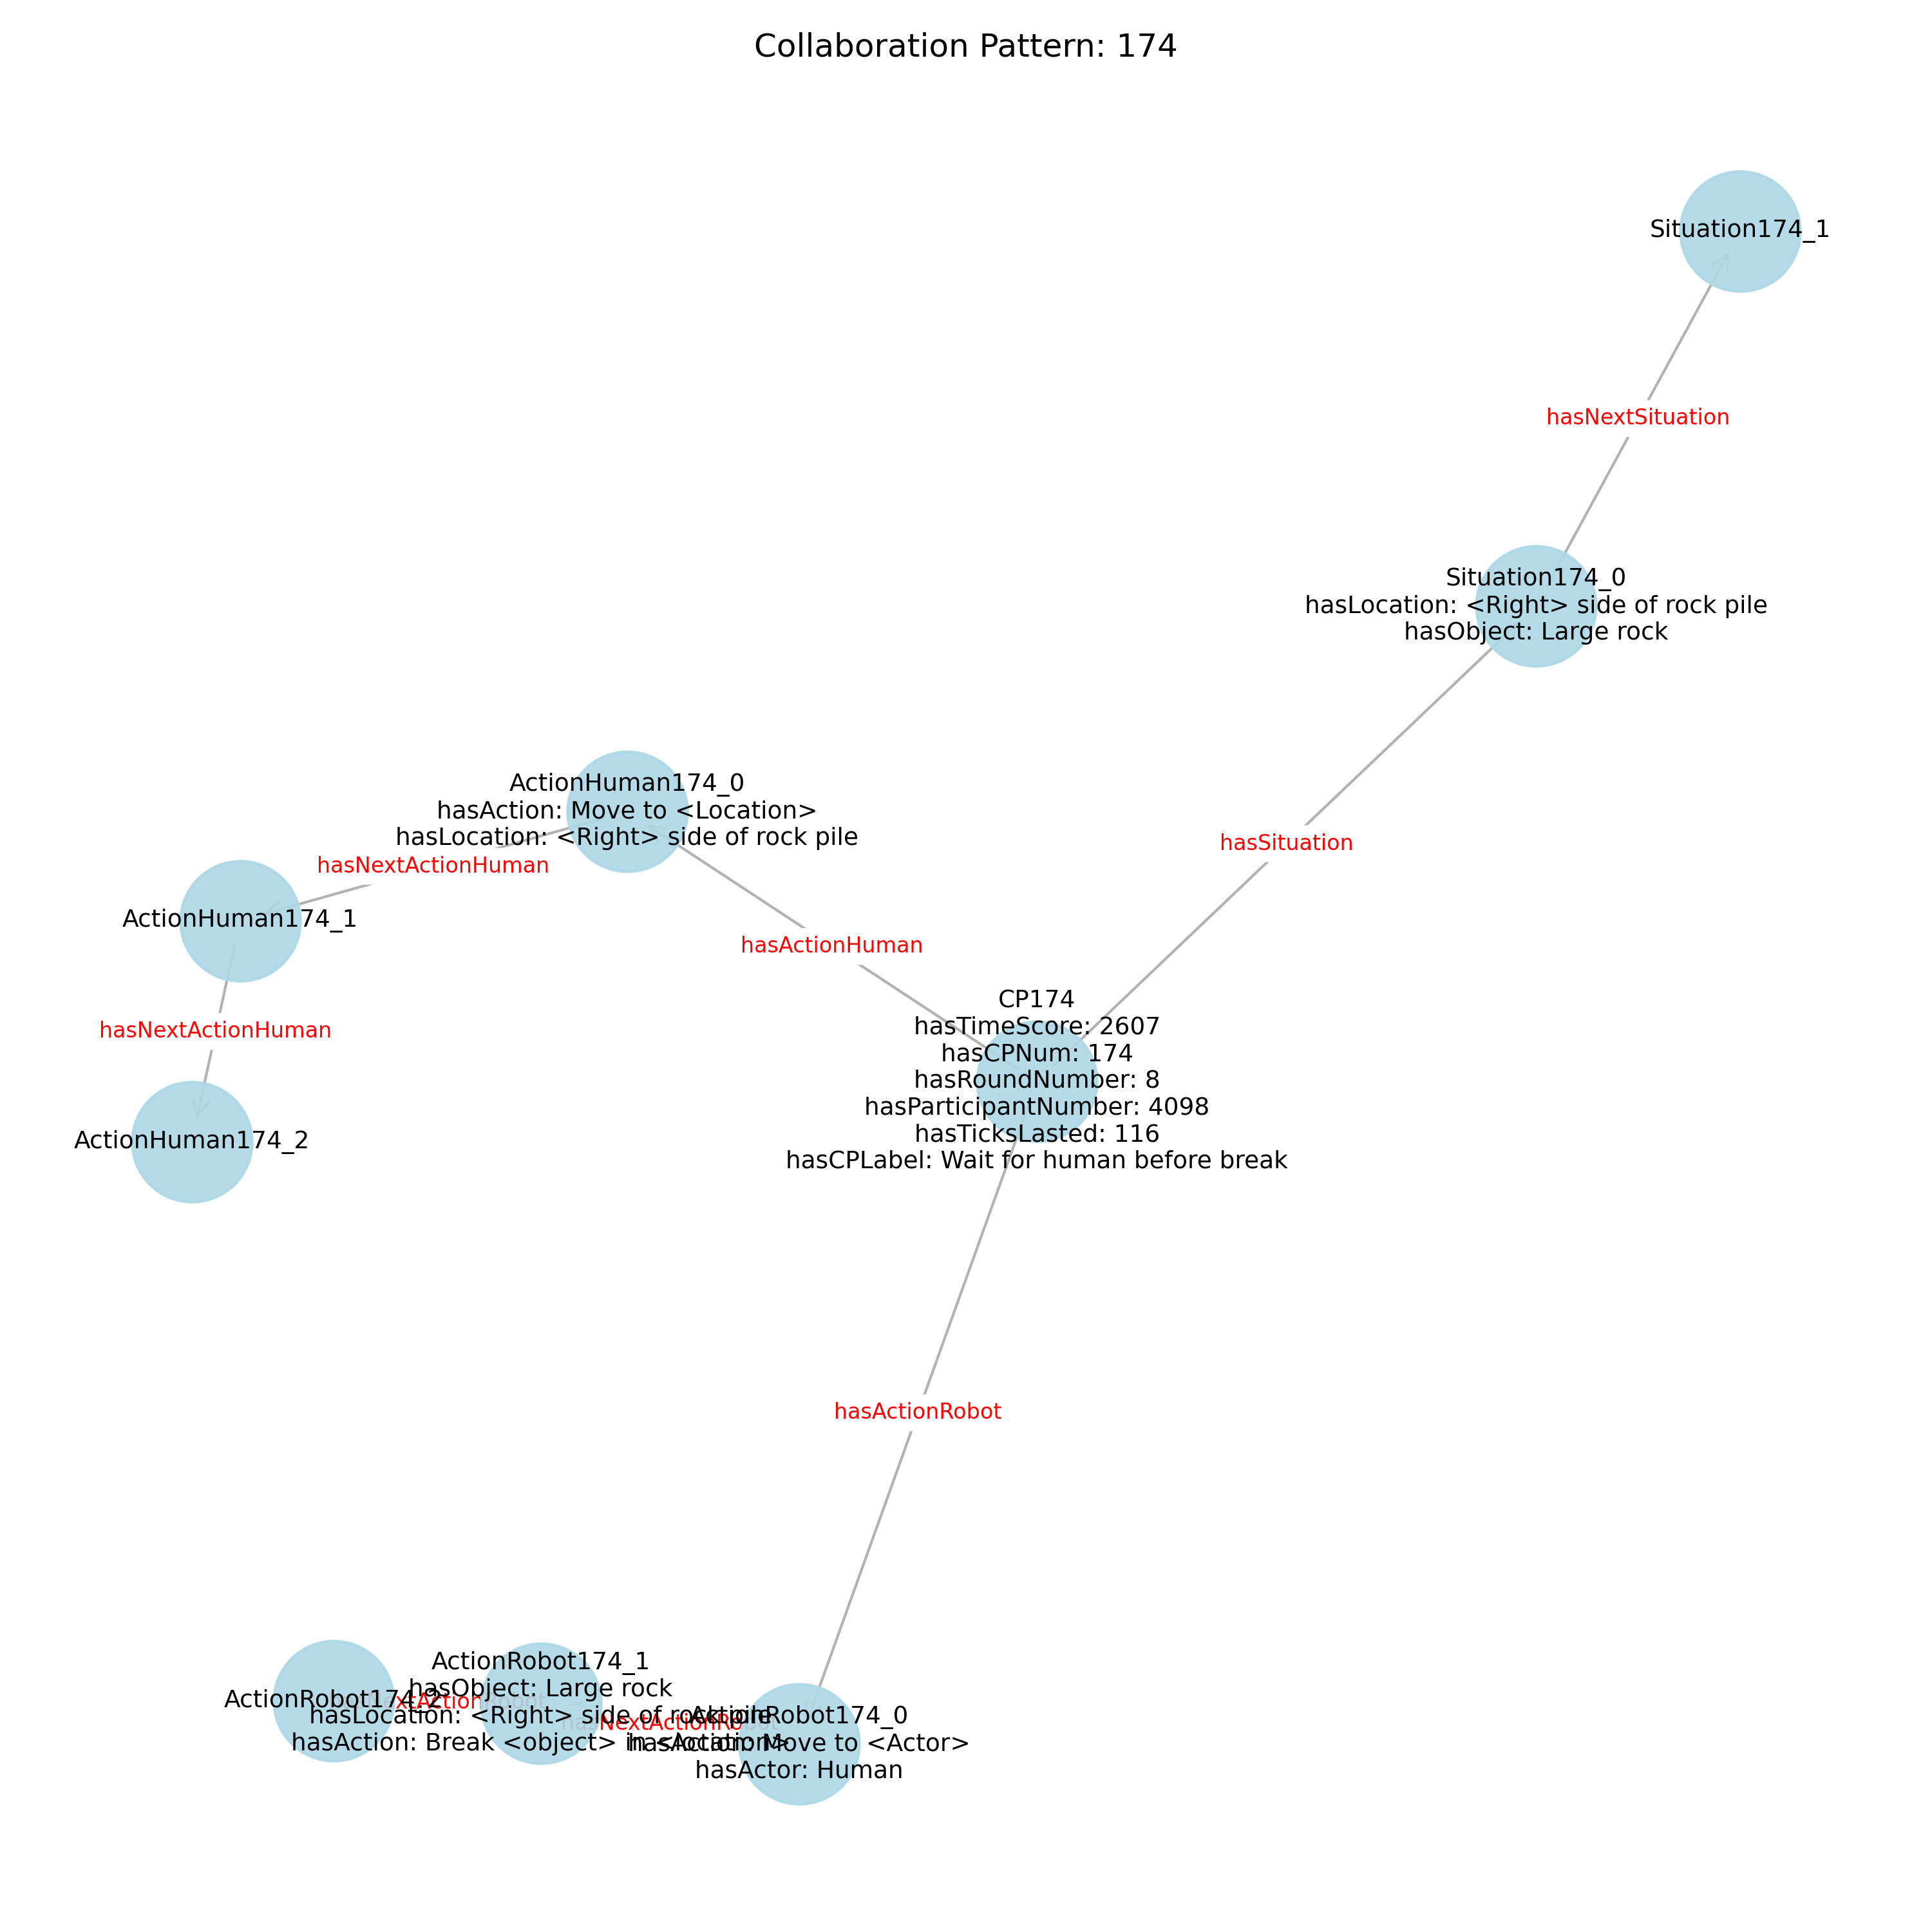 Collaboration Pattern: 174
Situation174_1
hasNextSituation
Situation174_0
hasLocation: <Right> side of rock pile
hasObject: Large rock
ActionHuman174_0
hasAction: Move to <Location>
hasLocation: <Right> side of rock pile
hasSituation
hasNextActionHuman
ActionHuman174_1
hasActionHuman
CP174
hasTimeScore: 2607
hasCPNum: 174
hasRoundNumber: 8
hasParticipantNumber: 4098
hasTicksLasted: 116
hasCPLabel: Wait for human before break
hasNextActionHuman
ActionHuman174_2
hasActionRobot
ActionRobot174_1
hasObject: Large rock
hasLocation: <Right> side of rock pile
hasAction: Break <object> in <location>
ActionRobot174_2
hasNextActionRobot
hasNextActionRobot
ActionRobot174_0
hasAction: Move to <Actor>
hasActor: Human